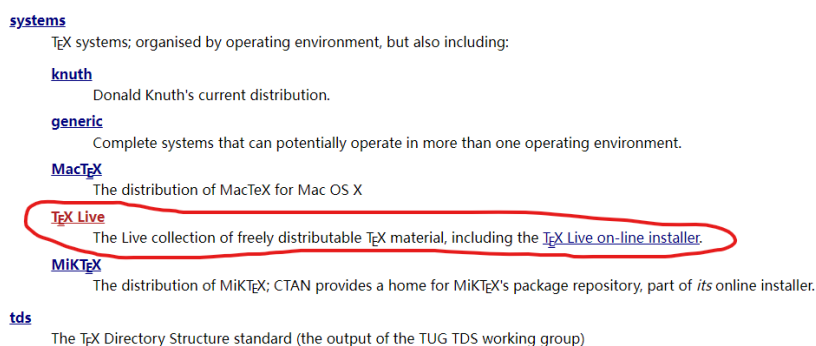 systems
TEX systems; organised by operating environment, but also including:
knuth
Donald Knuth's current distribution.
generic
Complete systems that can potentially operate in more than one operating environment.
MacTEX
The distribution of MacTeX for Mac OS X
TEX Live
The Live collection of freely distributable TEX material, including the TEX Live on-line installer.
MiKTEX
The distribution of MiKTEX; CTAN provides a home for MiKTEX's package repository, part of its online installer.
tds
The TEX Directory Structure standard (the output of the TUG TDS working group)